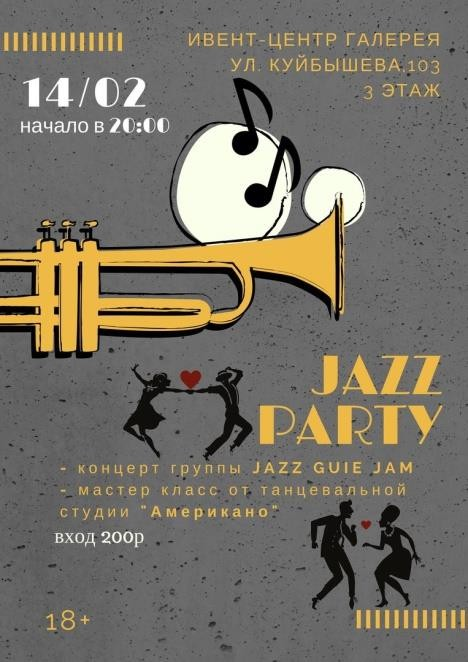 ИВЕНТ-ЦЕНТР ГАЛЕРЕЯ
УЛ. КУЙБЫШЕВА,103
3 ЭТАЖ
14/02
начало в 20:00
JAZZ
PARTY
- концерт группы JAZZ GUIE JAM
- мастер класс от танцевальной
студии "Американо"
вход 200р
18+